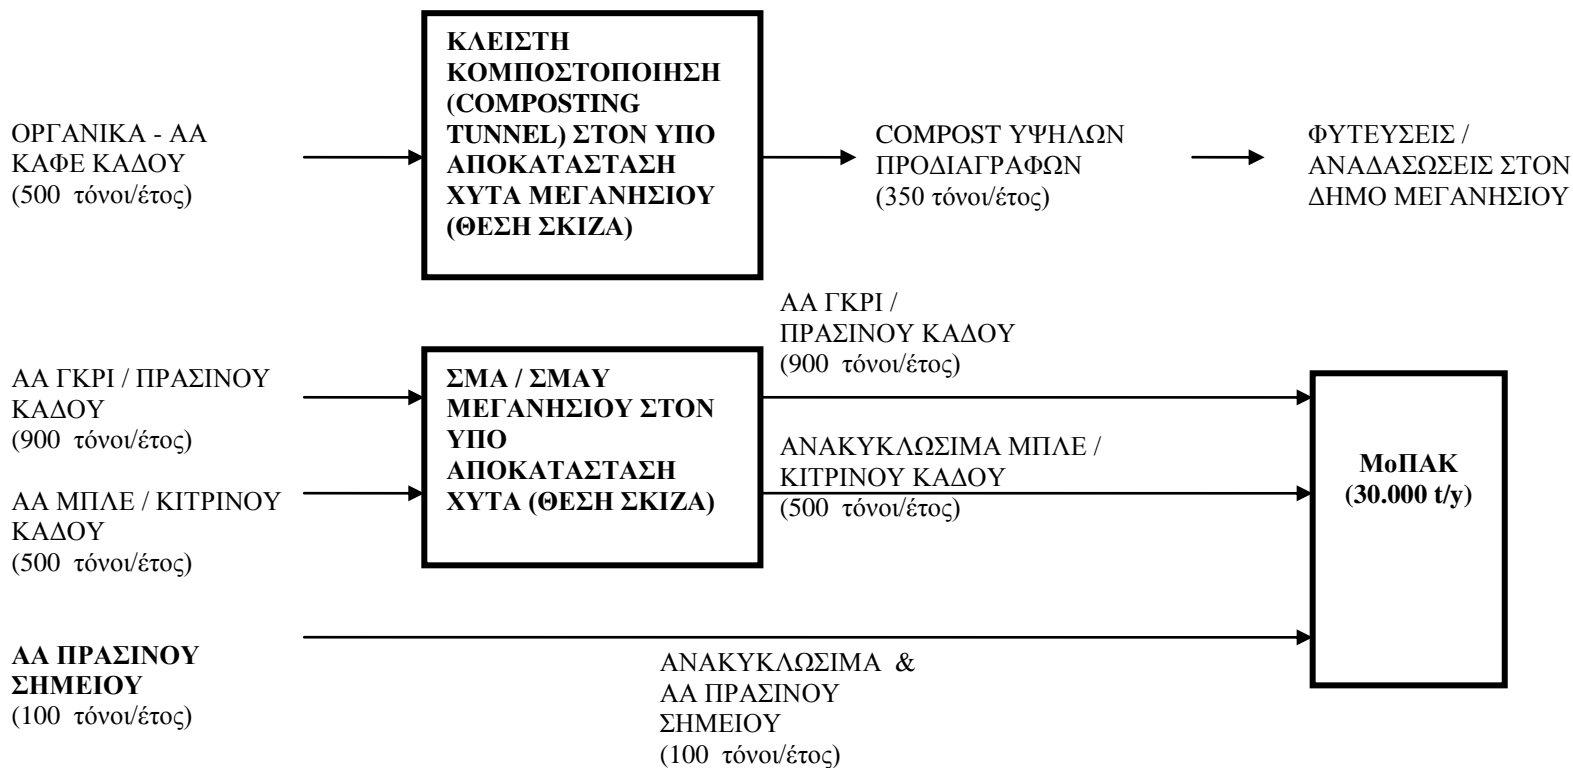 ΟΡΓΑΝΙΚΑ - ΑΑ
ΚΑΦΕ ΚΑΔΟΥ
(500 τόνοι/έτος)
ΚΛΕΙΣΤΗ
ΚΟΜΠΟΣΤΟΠΟΙΗΣΗ
(COMPOSTING
TUNNEL) ΣΤΟΝ ΥΠΟ
ΑΠΟΚΑΤΑΣΤΑΣΗ
ΧΥΤΑ ΜΕΓΑΝΗΣΙΟΥ
(ΘΕΣΗ ΣΚΙΖΑ)
COMPOST ΥΨΗΛΩΝ
ΠΡΟΔΙΑΓΡΑΦΩΝ
(350 τόνοι/έτος)
ΦΥΤΕΥΣΕΙΣ /
ΑΝΑΔΑΣΩΣΕΙΣ ΣΤΟΝ
ΔΗΜΟ ΜΕΓΑΝΗΣΙΟΥ
ΑΑ ΓΚΡΙ / ΠΡΑΣΙΝΟΥ
ΚΑΔΟΥ
(900 τόνοι/έτος)
ΑΑ ΜΠΛΕ / ΚΙΤΡΙΝΟΥ
ΚΑΔΟΥ
(500 τόνοι/έτος)
ΣΜΑ / ΣΜΑΥ
ΜΕΓΑΝΗΣΙΟΥ ΣΤΟΝ
ΥΠΟ
ΑΠΟΚΑΤΑΣΤΑΣΗ
ΧΥΤΑ (ΘΕΣΗ ΣΚΙΖΑ)
ΑΑ ΓΚΡΙ /
ΠΡΑΣΙΝΟΥ ΚΑΔΟΥ
(900 τόνοι/έτος)
ΑΝΑΚΥΚΛΩΣΙΜΑ ΜΠΛΕ /
ΚΙΤΡΙΝΟΥ ΚΑΔΟΥ
(500 τόνοι/έτος)
ΜοΠΑΚ
(30.000 t/y)
ΑΑ ΠΡΑΣΙΝΟΥ
ΣΗΜΕΙΟΥ
(100 τόνοι/έτος)
ΑΝΑΚΥΚΛΩΣΙΜΑ &
ΑΑ ΠΡΑΣΙΝΟΥ
ΣΗΜΕΙΟΥ
(100 τόνοι/έτος)